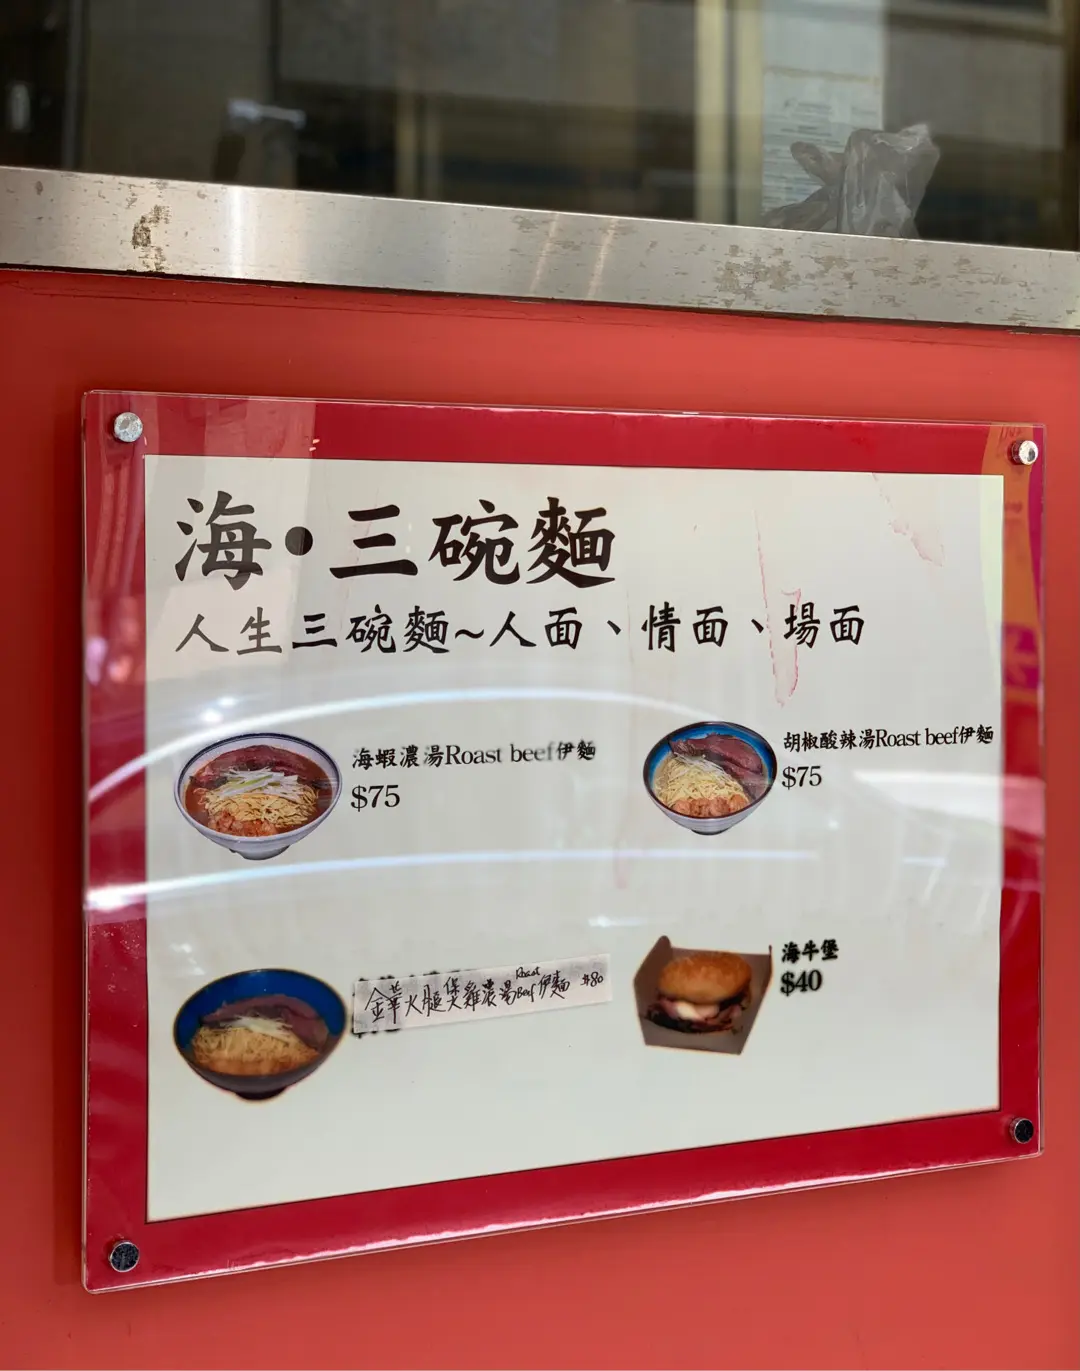 海•三碗麵
人生三碗麵~人面、情面、場面
海蝦濃湯Roast beef伊麵
$75
胡椒酸辣湯Roast beef伊麵
$75
金華火腿煲雞濃湯Roast Beef伊麵 $80
海牛堡
$40